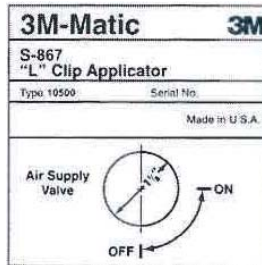 3M-Matic 3M
S-867
"L" Clip Applicator
Type 10500 Serial No.
Made in U.S.A.
Air Supply
Valve
ON
OFF